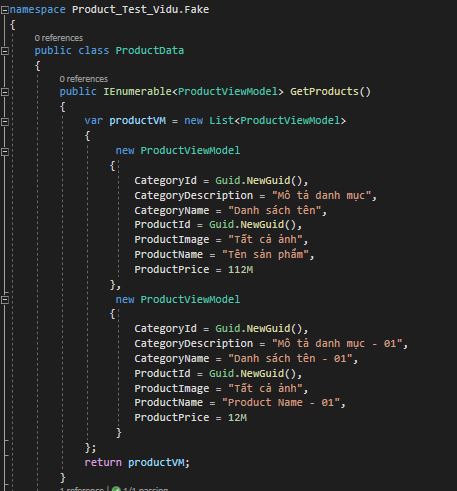 namespace Product_Test_Vidu.Fake
{
0 references
public class ProductData
{
0 references
public IEnumerable<ProductViewModel> GetProducts()
{
var productVM = new List<ProductViewModel>
{
new ProductViewModel
{
CategoryId = Guid.NewGuid(),
CategoryDescription = "Mô tả danh mục",
CategoryName = "Danh sách tên",
ProductId = Guid.NewGuid(),
ProductImage = "Tất cả ảnh",
ProductName = "Tên sản phẩm",
ProductPrice = 112M
},
new ProductViewModel
{
CategoryId = Guid.NewGuid(),
CategoryDescription = "Mô tả danh mục - 01",
CategoryName = "Danh sách tên - 01",
ProductId = Guid.NewGuid(),
ProductImage = "Tất cả ảnh",
ProductName = "Product Name - 01",
ProductPrice = 12M
}
};
return productVM;
}
1 reference | 1/1 passing